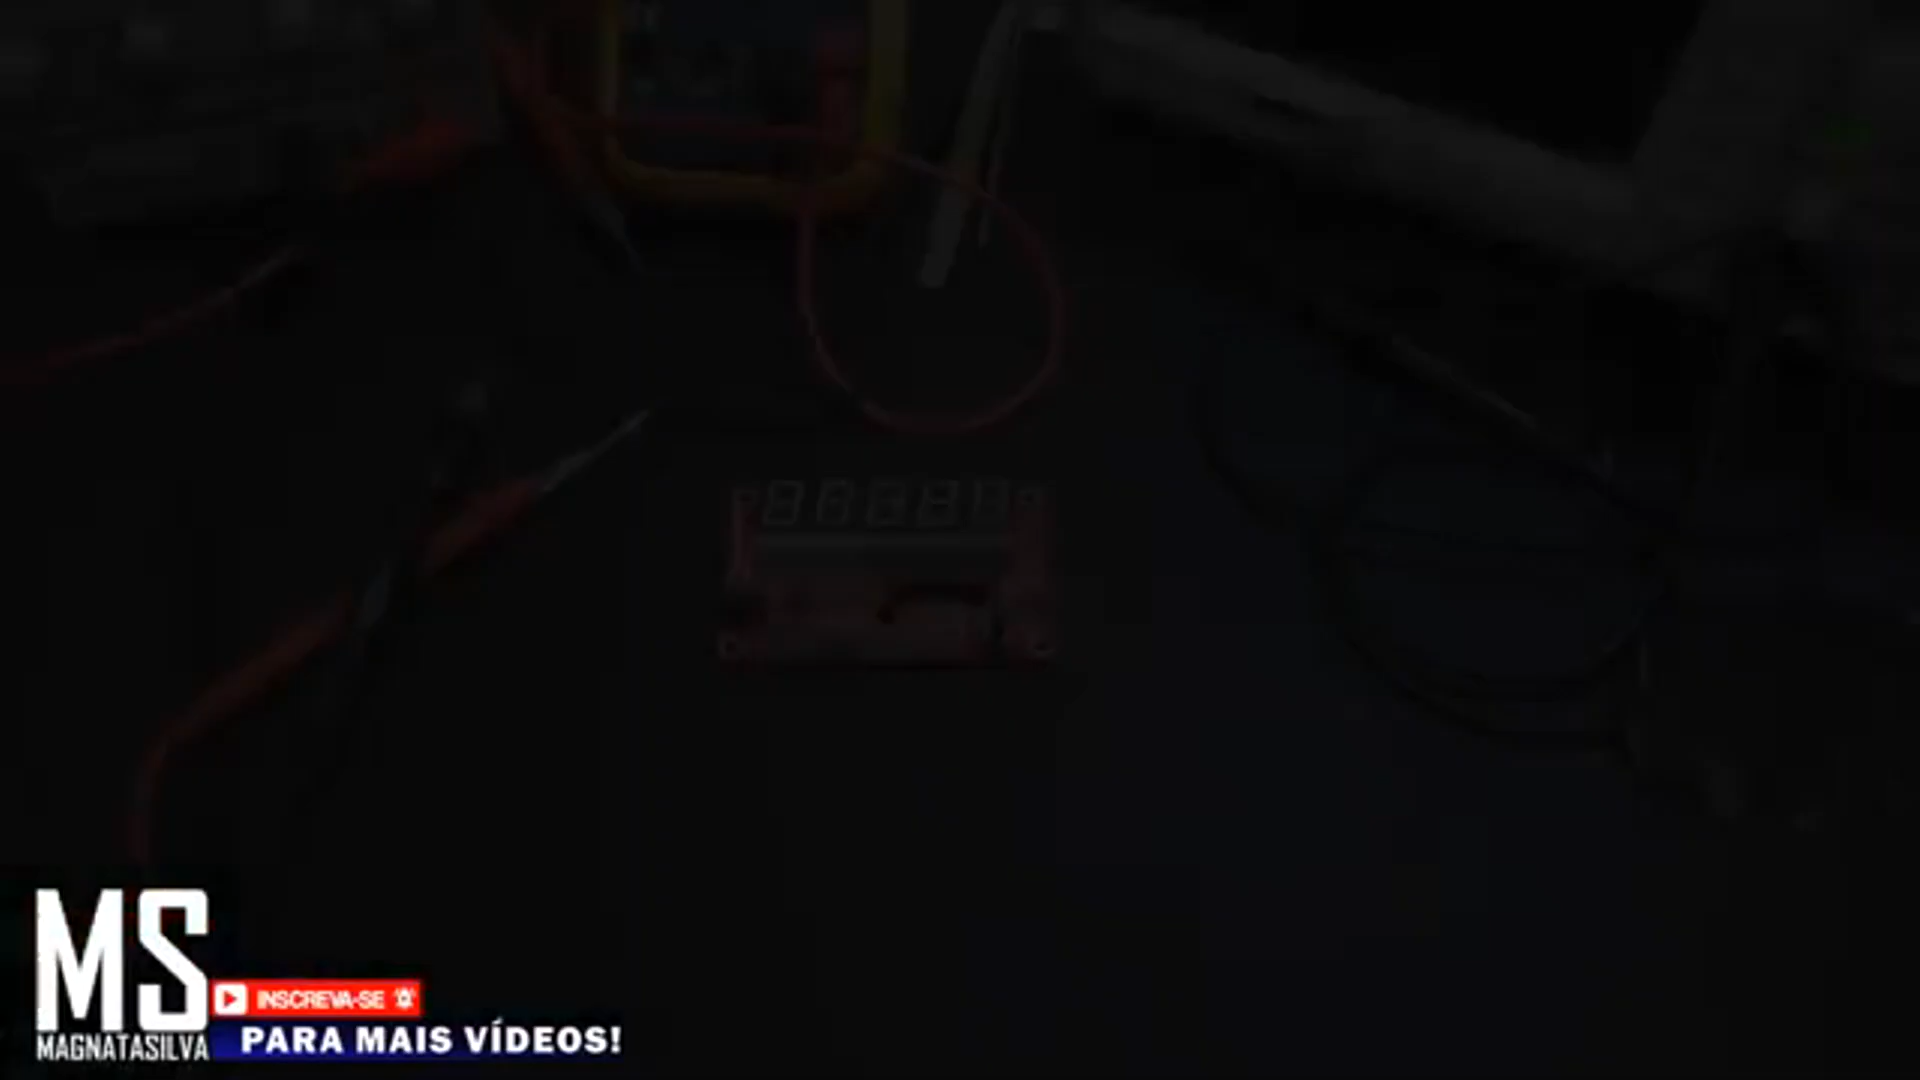 MS
MAGNATASILVA
INSCREVA-SE
PARA MAIS VÍDEOS!